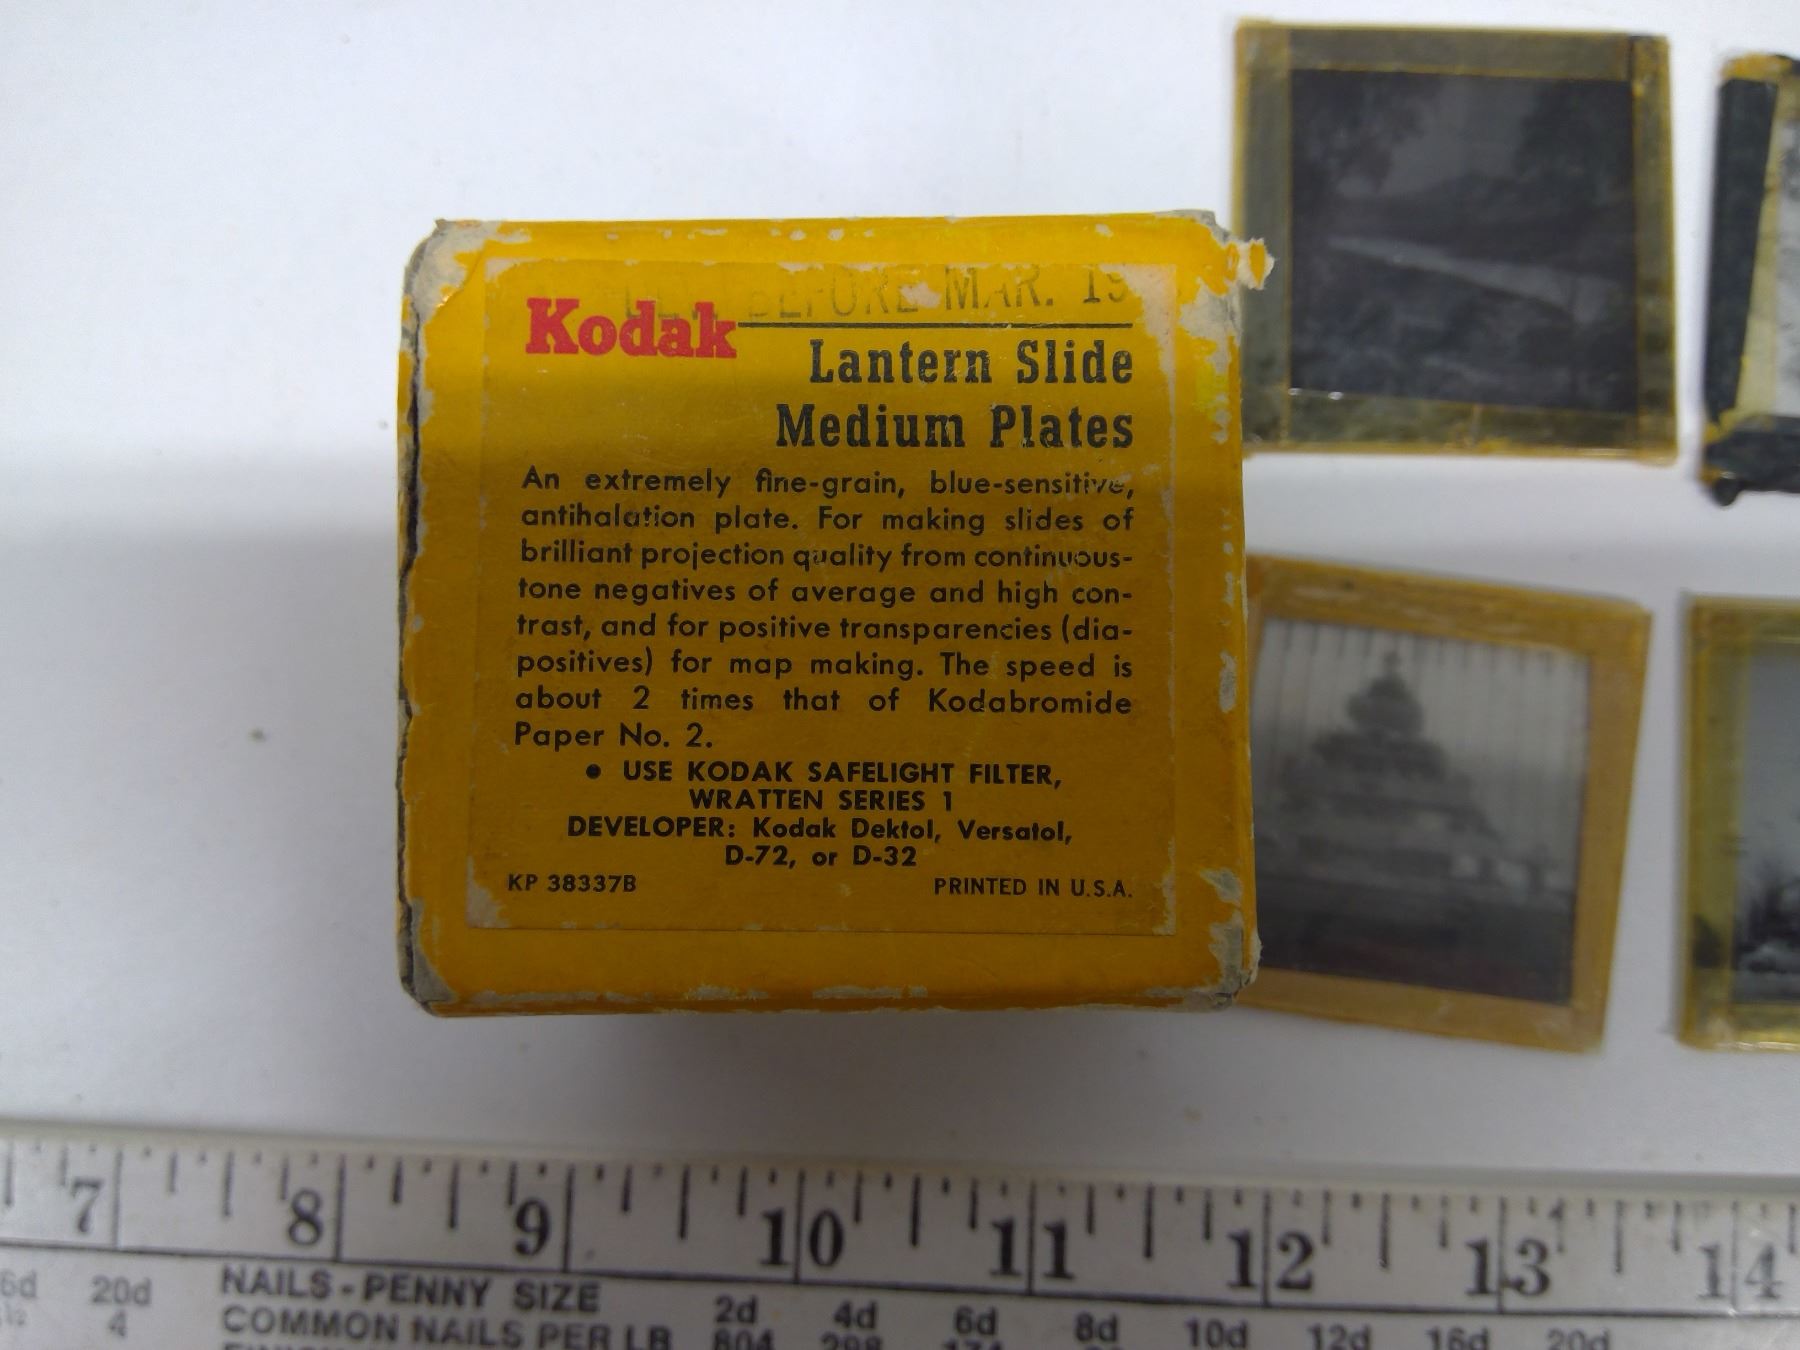 BEFORE MAR. 19
Kodak
Lantern Slide
Medium Plates
An extremely fine-grain, blue-sensitive,
antihalation plate. For making slides of
brilliant projection quality from continuous-
tone negatives of average and high con-
trast, and for positive transparencies (dia-
positives) for map making. The speed is
about 2 times that of Kodabromide
Paper No. 2.
• USE KODAK SAFELIGHT FILTER,
WRATTEN SERIES 1
DEVELOPER: Kodak Dektol, Versatol,
D-72, or D-32
KP 38337B PRINTED IN U.S.A.
7 8 9 10 11 12 13 14
6d 20d NAILS - PENNY SIZE 2d 4d 6d 8d 10d 12d 16d 20d
4 COMMON NAILS PER LB